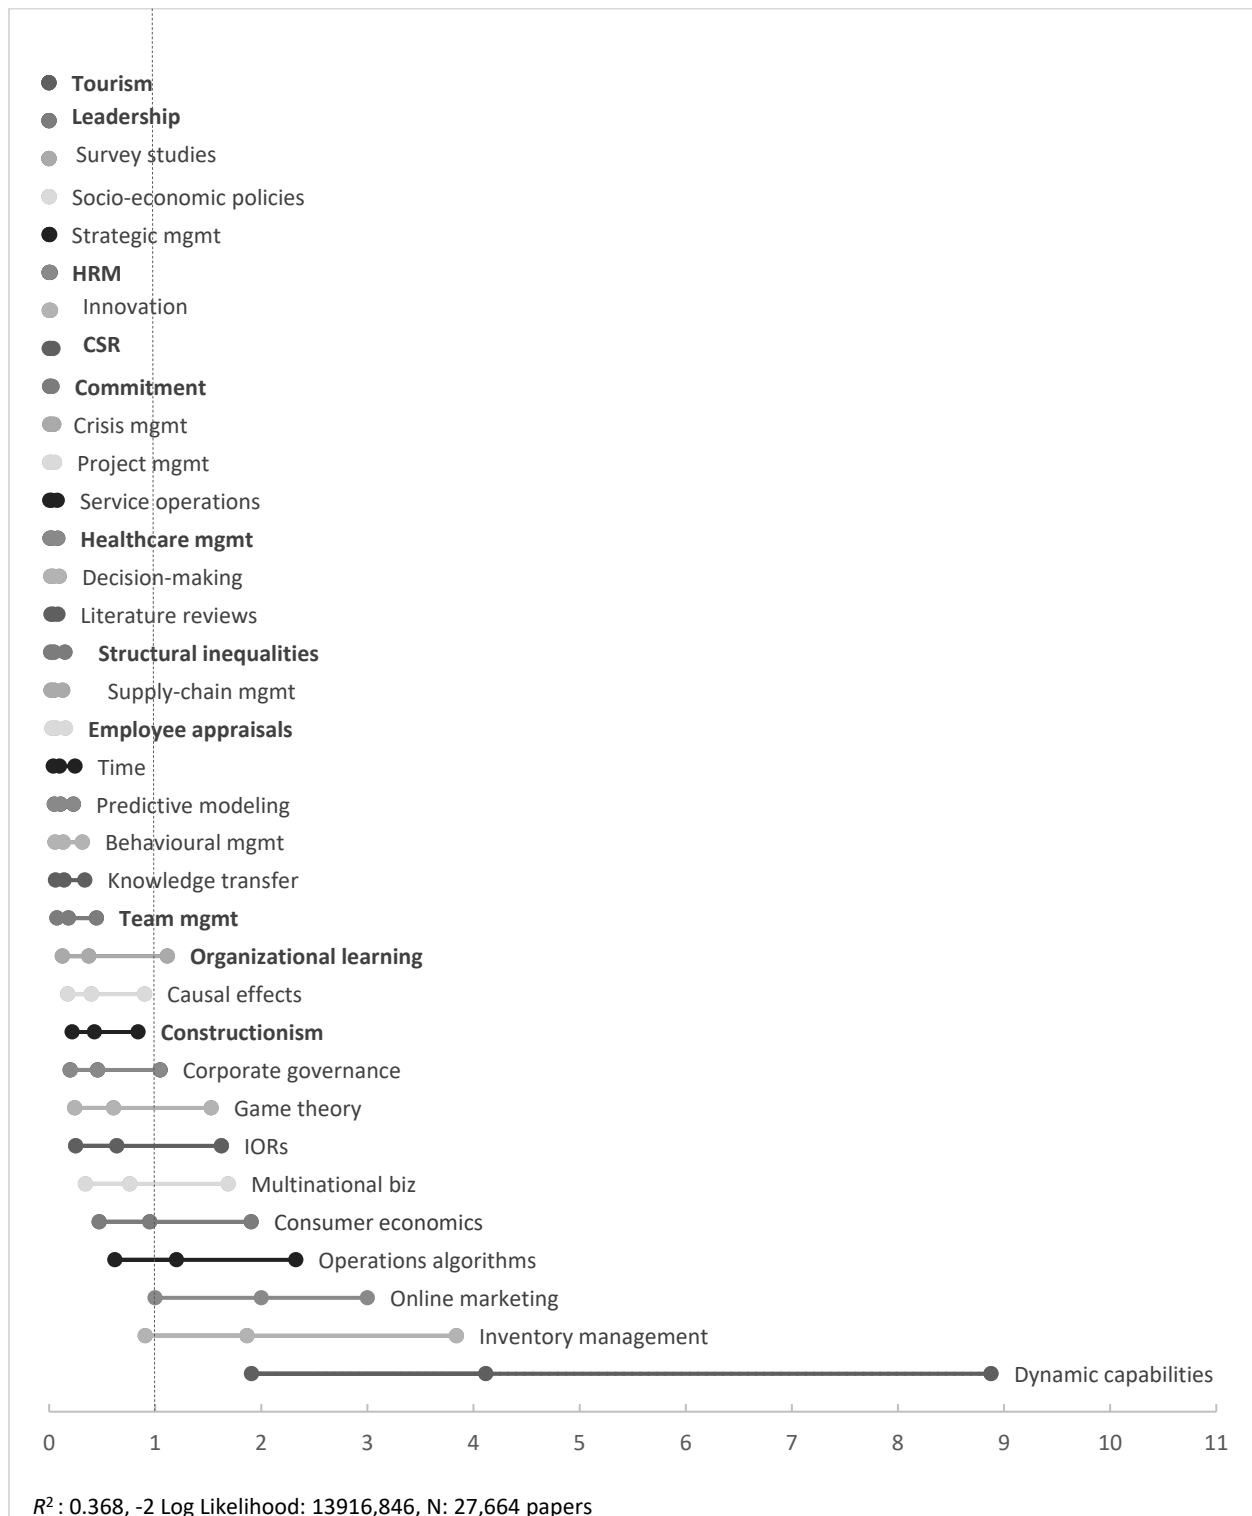 Tourism
Leadership
Survey studies
Socio-economic policies
Strategic mgmt
HRM
Innovation
CSR
Commitment
Crisis mgmt
Project mgmt
Service operations
Healthcare mgmt
Decision-making
Literature reviews
Structural inequalities
Supply-chain mgmt
Employee appraisals
Time
Predictive modeling
Behavioural mgmt
Knowledge transfer
Team mgmt
Organizational learning
Causal effects
Constructionism
Corporate governance
Game theory
IORs
Multinational biz
Consumer economics
Operations algorithms
Online marketing
Inventory management
Dynamic capabilities
0 1 2 3 4 5 6 7 8 9 10 11
R² : 0.368, -2 Log Likelihood: 13916,846, N: 27,664 papers